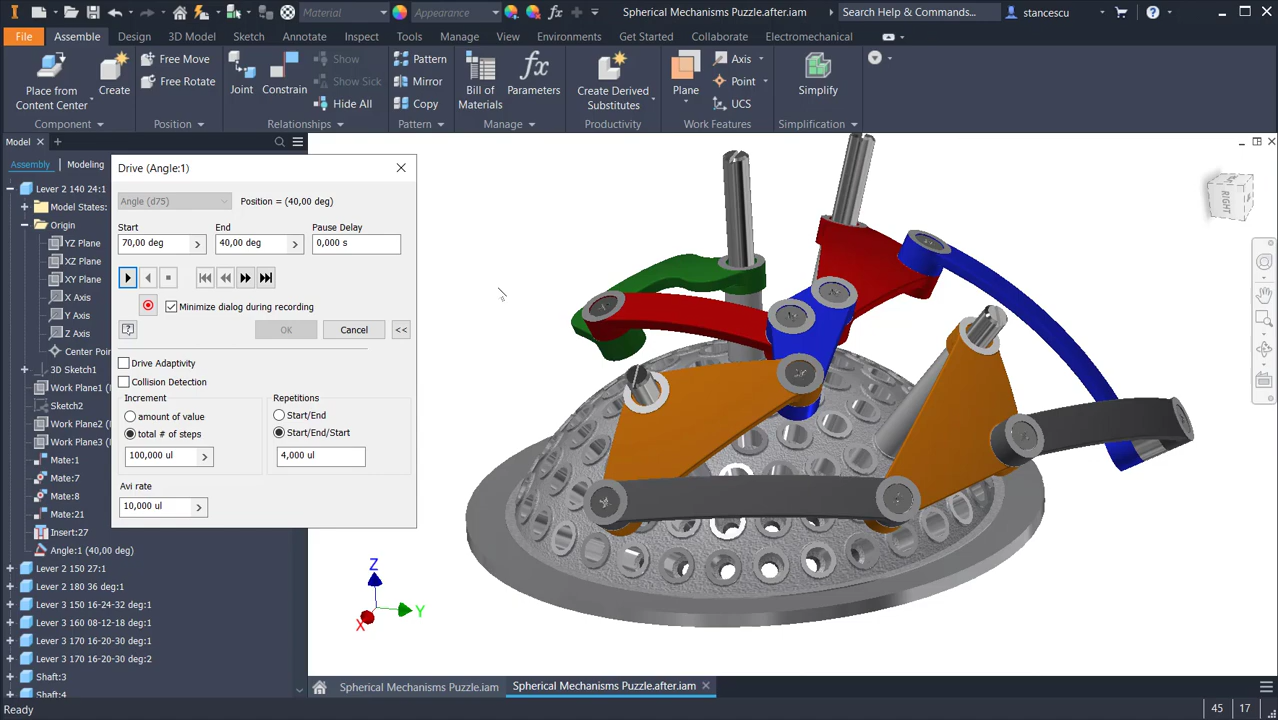 Material
Appearance
Spherical Mechanisms Puzzle.after.iam
Search Help & Commands...
stancescu
File
Assemble
Design
3D Model
Sketch
Annotate
Inspect
Tools
Manage
View
Environments
Get Started
Collaborate
Electromechanical
Place from
Content Center
Create
Free Move
Free Rotate
Joint
Constrain
Show
Show Sick
Hide All
Pattern
Mirror
Copy
Bill of
Materials
fx
Parameters
Create Derived
Substitutes
Plane
Axis
Point
UCS
Simplify
Component
Position
Relationships
Pattern
Manage
Productivity
Work Features
Simplification
Model
Assembly
Modeling
Lever 2 140 24:1
Model States:
Origin
YZ Plane
XZ Plane
XY Plane
X Axis
Y Axis
Z Axis
Center Poi
3D Sketch1
Work Plane1
Sketch2
Work Plane2
Work Plane3
Mate:1
Mate:7
Mate:8
Mate:21
Insert:27
Angle:1 (40,00 deg)
Lever 2 150 27:1
Lever 2 180 36 deg:1
Lever 3 150 16-24-32 deg:1
Lever 3 160 08-12-18 deg:1
Lever 3 170 16-20-30 deg:1
Lever 3 170 16-20-30 deg:2
Shaft:3
Shaft:4
Drive (Angle:1)
Angle (d75)
Position = (40,00 deg)
Start
End
Pause Delay
70,00 deg
40,00 deg
0,000 s
Minimize dialog during recording
OK
Cancel
<<
Drive Adaptivity
Collision Detection
Increment
amount of value
total # of steps
100,000 ul
Repetitions
Start/End
Start/End/Start
4,000 ul
Avi rate
10,000 ul
RIGHT
Z
Y
X
Spherical Mechanisms Puzzle.iam
Spherical Mechanisms Puzzle.after.iam
Ready
45
17